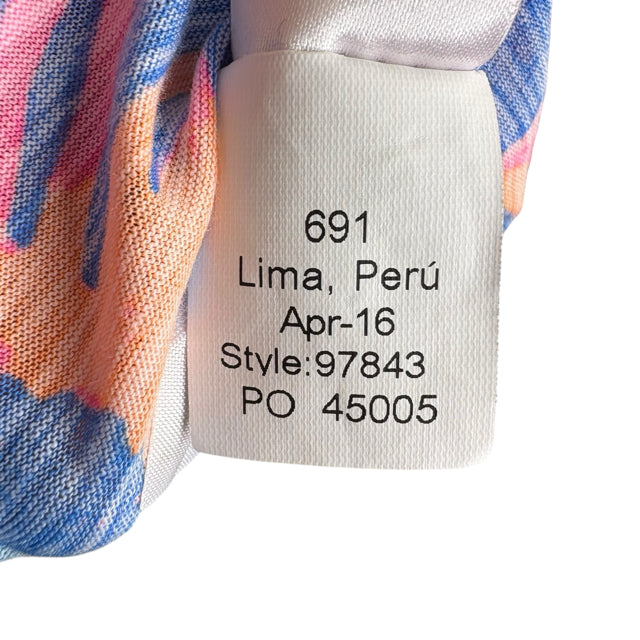 691
Lima, Perú
Apr-16
Style:97843
PO 45005